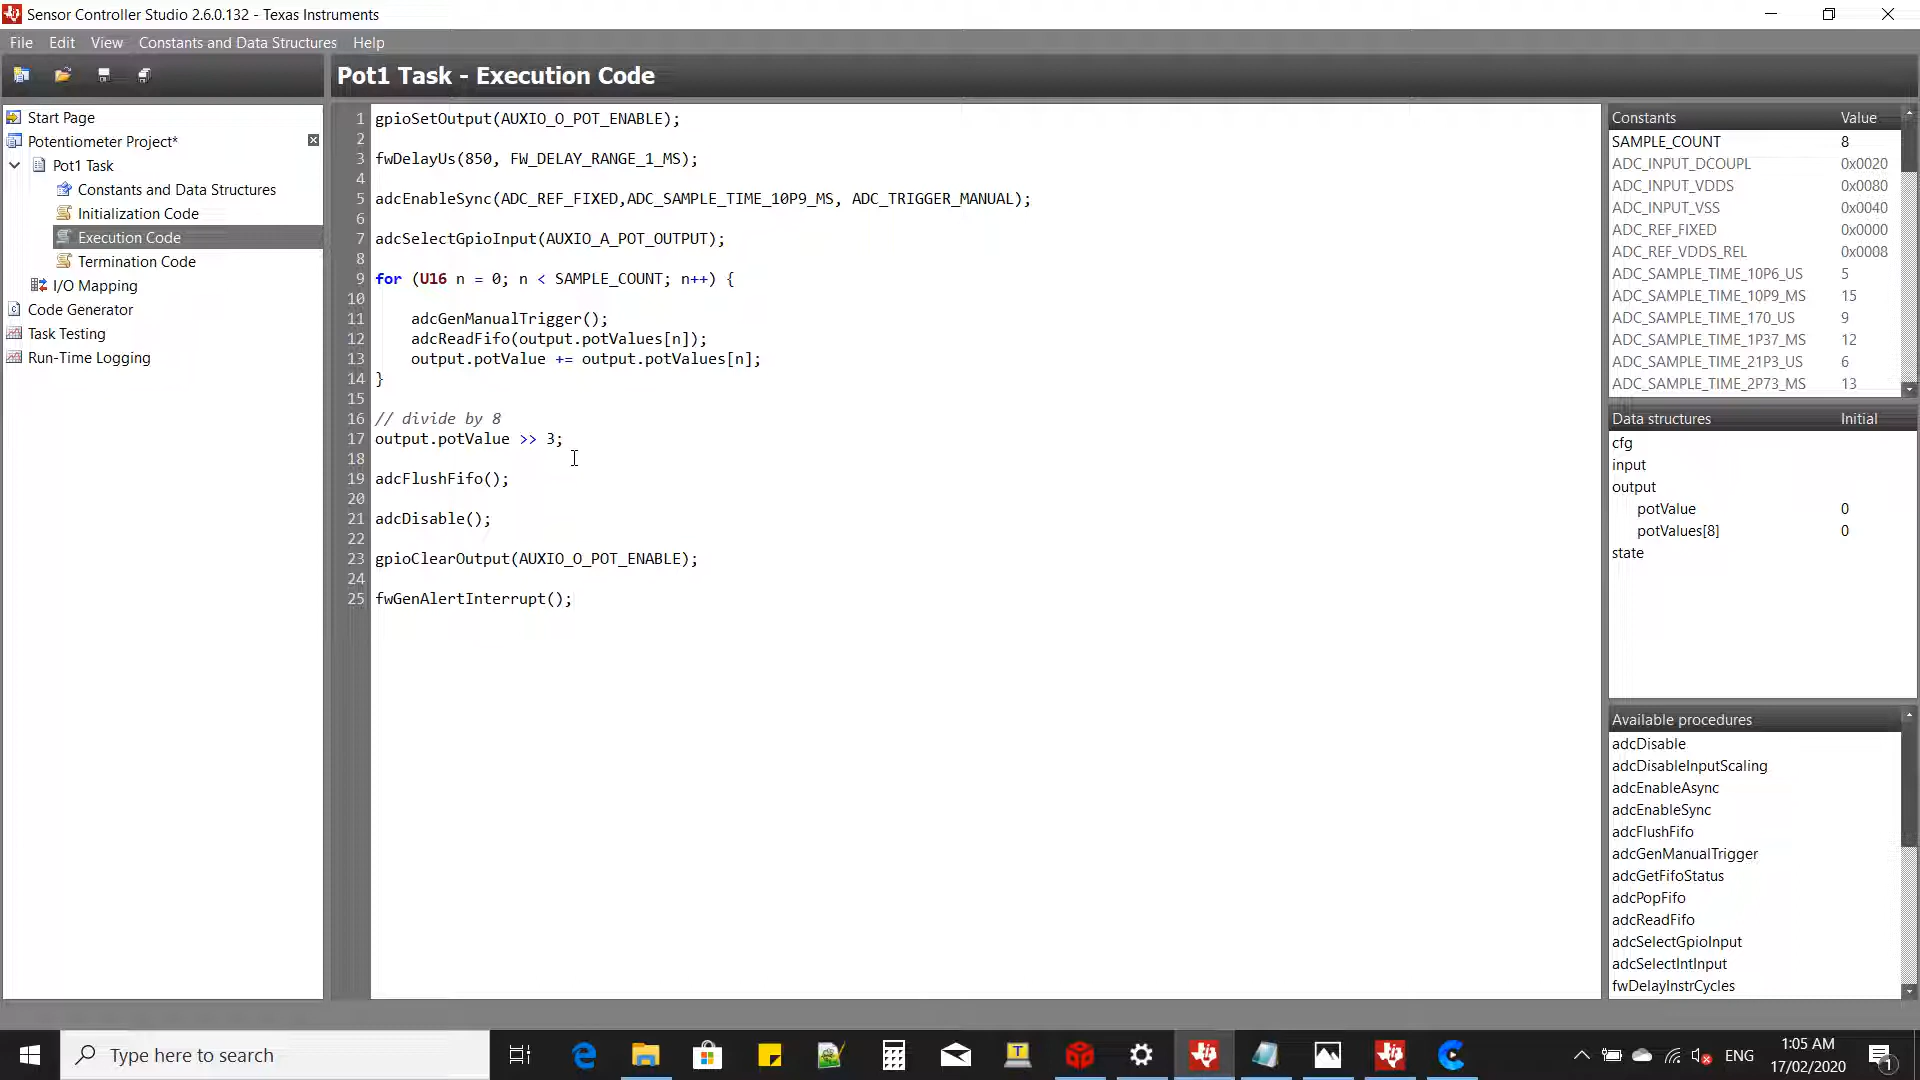 Sensor Controller Studio 2.6.0.132 - Texas Instruments
File Edit View Constants and Data Structures Help
Pot1 Task - Execution Code
Start Page
Potentiometer Project*
Pot1 Task
Constants and Data Structures
Initialization Code
Execution Code
Termination Code
I/O Mapping
Code Generator
Task Testing
Run-Time Logging
1 gpioSetOutput(AUXIO_O_POT_ENABLE);
2
3 fwDelayUs(850, FW_DELAY_RANGE_1_MS);
4
5 adcEnableSync(ADC_REF_FIXED,ADC_SAMPLE_TIME_10P9_MS, ADC_TRIGGER_MANUAL);
6
7 adcSelectGpioInput(AUXIO_A_POT_OUTPUT);
8
9 for (U16 n = 0; n < SAMPLE_COUNT; n++) {
10
11 adcGenManualTrigger();
12 adcReadFifo(output.potValues[n]);
13 output.potValue += output.potValues[n];
14 }
15
16 // divide by 8
17 output.potValue >> 3;
18
19 adcFlushFifo();
20
21 adcDisable();
22
23 gpioClearOutput(AUXIO_O_POT_ENABLE);
24
25 fwGenAlertInterrupt();
Constants Value
SAMPLE_COUNT 8
ADC_INPUT_DCOUPL 0x0020
ADC_INPUT_VDDS 0x0080
ADC_INPUT_VSS 0x0040
ADC_REF_FIXED 0x0000
ADC_REF_VDDS_REL 0x0008
ADC_SAMPLE_TIME_10P6_US 5
ADC_SAMPLE_TIME_10P9_MS 15
ADC_SAMPLE_TIME_170_US 9
ADC_SAMPLE_TIME_1P37_MS 12
ADC_SAMPLE_TIME_21P3_US 6
ADC_SAMPLE_TIME_2P73_MS 13
Data structures Initial
cfg
input
output
potValue 0
potValues[8] 0
state
Available procedures
adcDisable
adcDisableInputScaling
adcEnableAsync
adcEnableSync
adcFlushFifo
adcGenManualTrigger
adcGetFifoStatus
adcPopFifo
adcReadFifo
adcSelectGpioInput
adcSelectIntInput
fwDelayInstrCycles
Type here to search
ENG
1:05 AM
17/02/2020
1